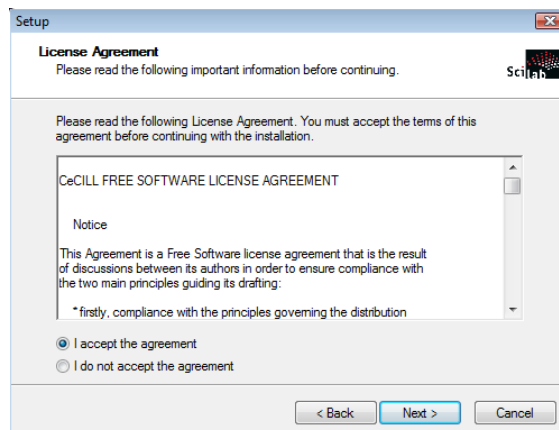 Setup
License Agreement
Please read the following important information before continuing.
Scilab
Please read the following License Agreement. You must accept the terms of this
agreement before continuing with the installation.
CeCILL FREE SOFTWARE LICENSE AGREEMENT
Notice
This Agreement is a Free Software license agreement that is the result
of discussions between its authors in order to ensure compliance with
the two main principles guiding its drafting:
* firstly, compliance with the principles governing the distribution
I accept the agreement
I do not accept the agreement
< Back
Next >
Cancel